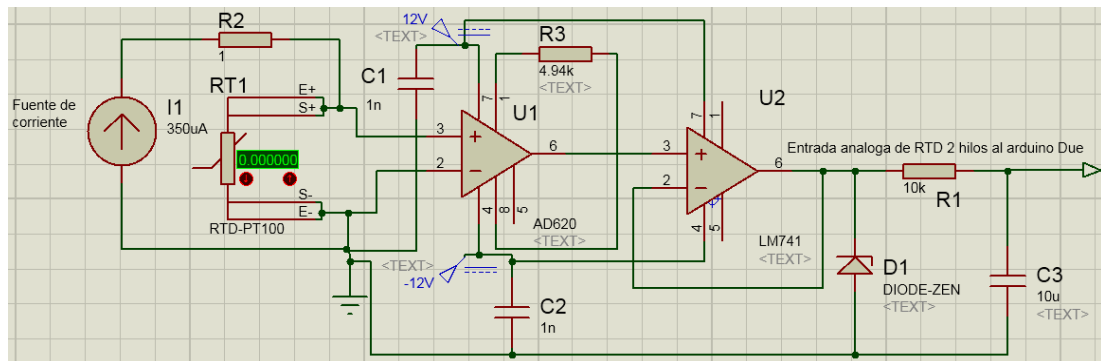 R2
1
12V
<TEXT>
R3
4.94k
<TEXT>
C1
1n
RT1
E+
S+
Fuente de
corriente
I1
350uA
0.000000
S-
E-
RTD-PT100
7
1
U1
3
2
6
4
8
5
AD620
<TEXT>
<TEXT>
-12V
C2
1n
<TEXT>
U2
7
1
3
2
6
4
5
LM741
<TEXT>
Entrada analoga de RTD 2 hilos al arduino Due
10k
R1
D1
DIODE-ZEN
<TEXT>
C3
10u
<TEXT>